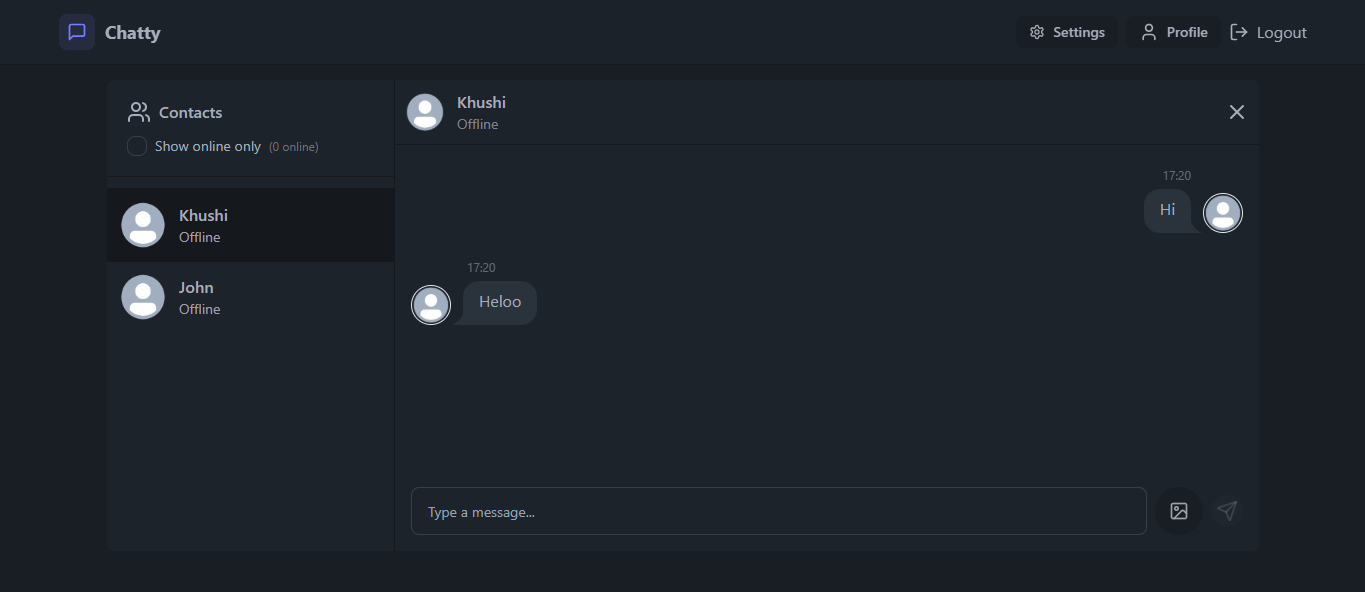 Chatty
Settings Profile Logout
Contacts
Show online only (0 online)
Khushi
Offline
John
Offline
Khushi
Offline
17:20
Hi
17:20
Heloo
Type a message...